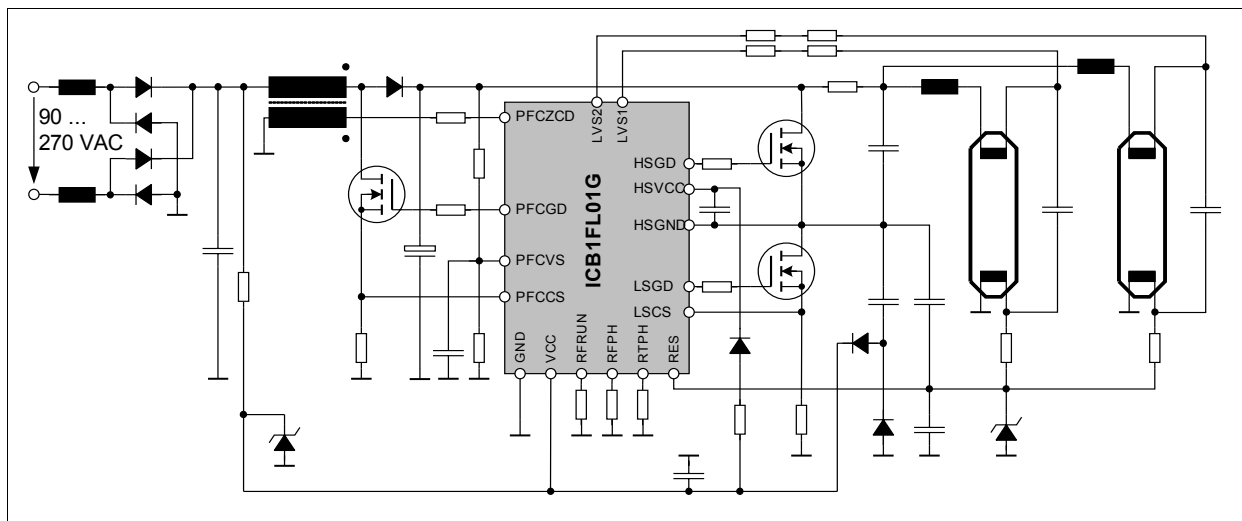 90 ...
270 VAC
PFCZCD
PFCGD
PFCVS
PFCCS
LVS2
LVS1
HSGD
HSVCC
HSGND
LSGD
LSCS
ICB1FL01G
GND
VCC
RFRUN
RFPH
RTPH
RES